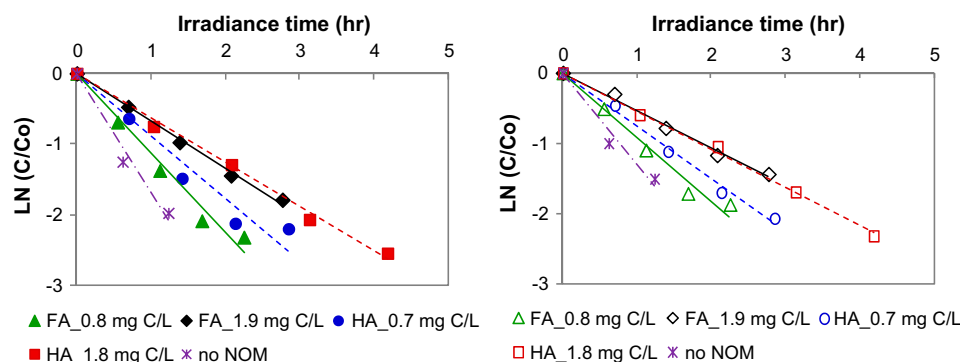 Irradiance time (hr)
0 1 2 3 4 5
0
-1
-2
-3
LN (C/Co)
FA_0.8 mg C/L FA_1.9 mg C/L HA_0.7 mg C/L
HA_1.8 mg C/L no NOM
Irradiance time (hr)
0 1 2 3 4 5
0
-1
-2
-3
LN (C/Co)
FA_0.8 mg C/L FA_1.9 mg C/L HA_0.7 mg C/L
HA_1.8 mg C/L no NOM